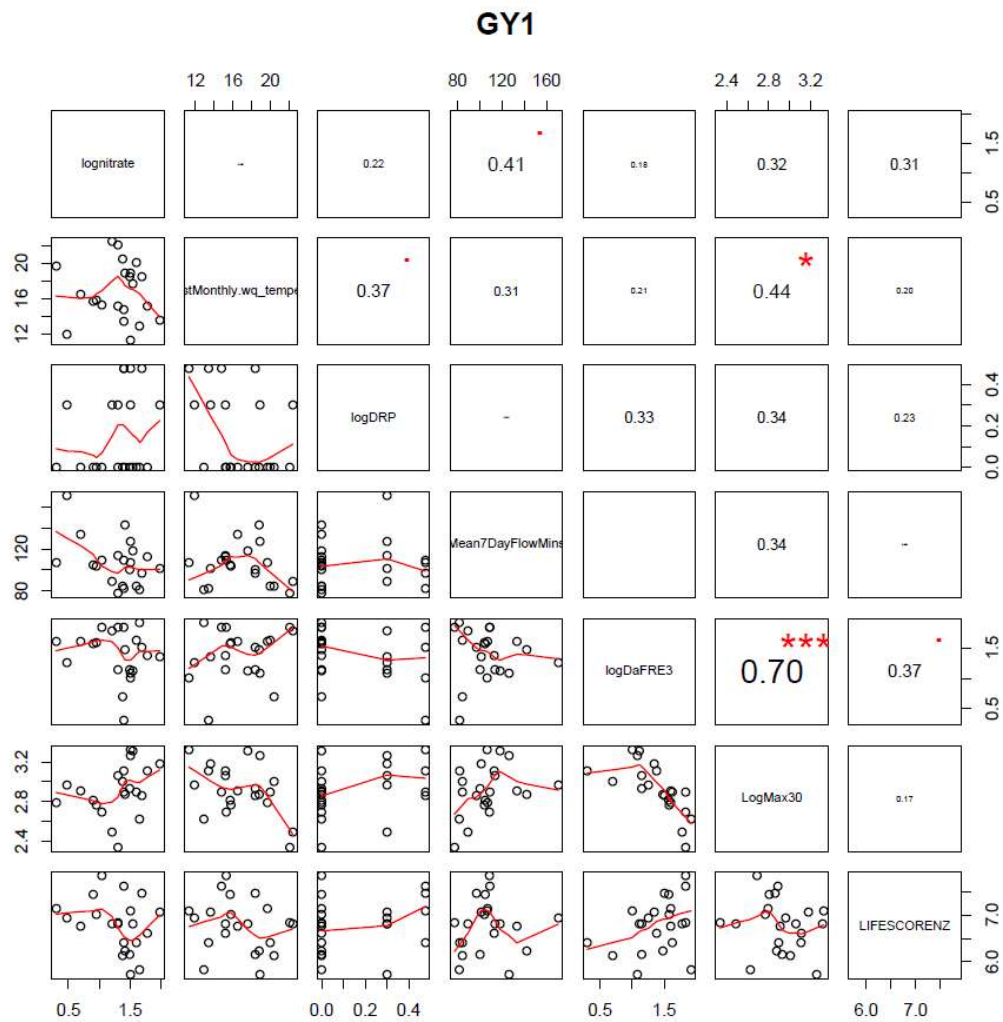 GY1
12 16 20 80 120 160 2.4 2.8 3.2
lognitrate 0.22 0.41 . 0.18 0.32 0.31 0.5 1.5
12 16 20 stMonthly.wq_tempe 0.37 . 0.31 0.21 0.44 * 0.20
logDRP - 0.33 0.34 0.23 0.0 0.2 0.4
80 120 Mean7DayFlowMins 0.34 -
logDaFRE3 0.70 *** 0.37 . 0.5 1.5
2.4 2.8 3.2 LogMax30 0.17
LIFESCORENZ 6.0 7.0
0.5 1.5 0.0 0.2 0.4 0.5 1.5 6.0 7.0